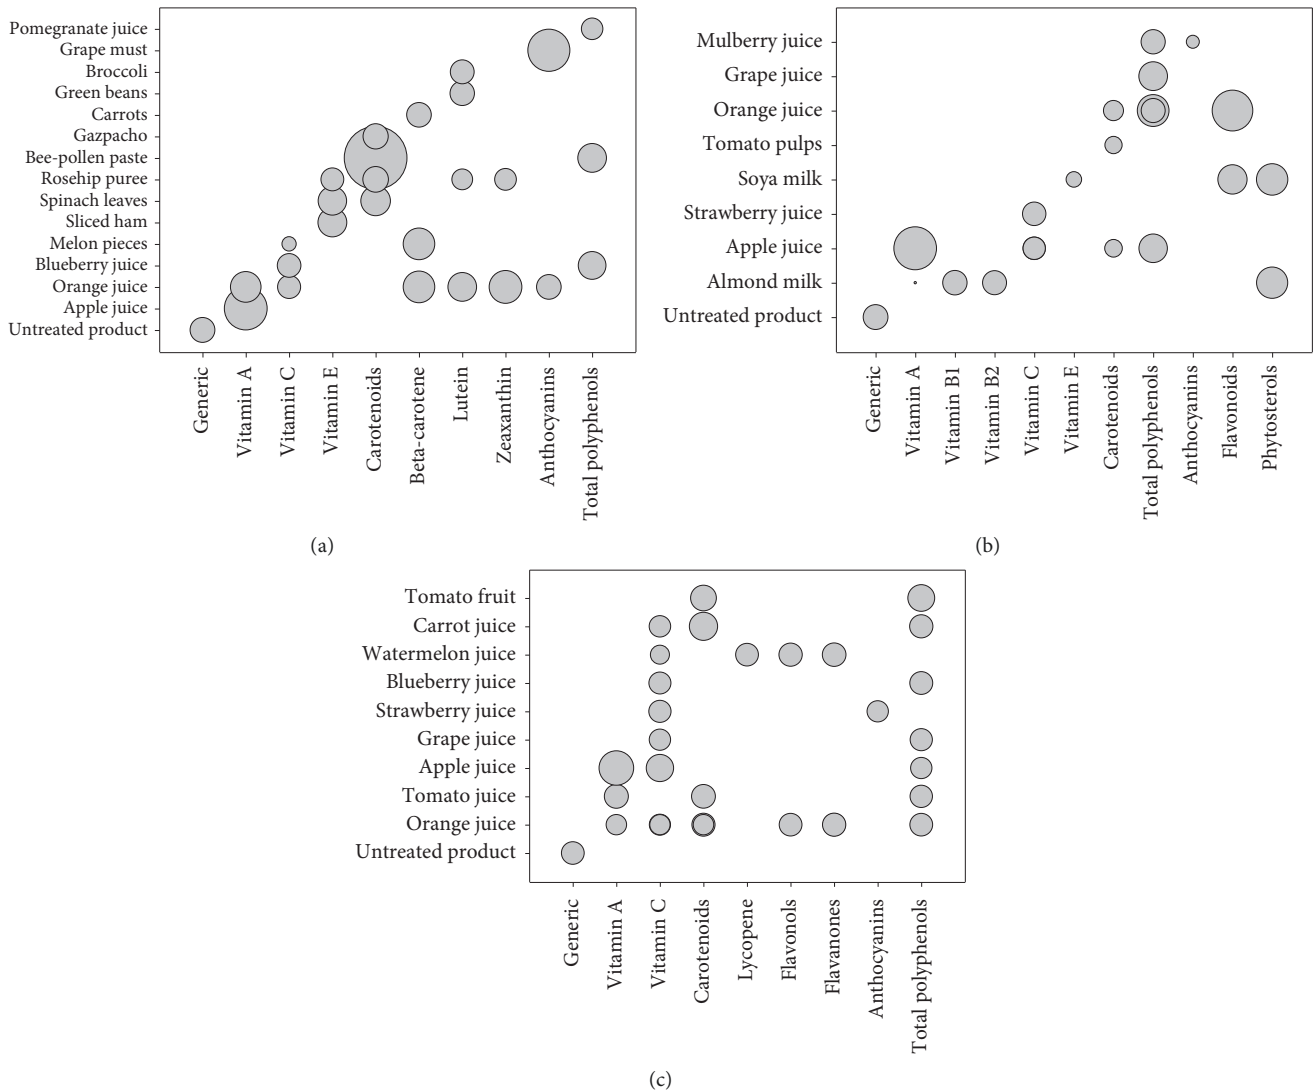 Pomegranate juice
Grape must
Broccoli
Green beans
Carrots
Gazpacho
Bee-pollen paste
Rosehip puree
Spinach leaves
Sliced ham
Melon pieces
Blueberry juice
Orange juice
Apple juice
Untreated product
Generic
Vitamin A
Vitamin C
Vitamin E
Carotenoids
Beta-carotene
Lutein
Zeaxanthin
Anthocyanins
Total polyphenols
(a)
Mulberry juice
Grape juice
Orange juice
Tomato pulps
Soya milk
Strawberry juice
Apple juice
Almond milk
Untreated product
Generic
Vitamin A
Vitamin B1
Vitamin B2
Vitamin C
Vitamin E
Carotenoids
Total polyphenols
Anthocyanins
Flavonoids
Phytosterols
(b)
Tomato fruit
Carrot juice
Watermelon juice
Blueberry juice
Strawberry juice
Grape juice
Apple juice
Tomato juice
Orange juice
Untreated product
Generic
Vitamin A
Vitamin C
Carotenoids
Lycopene
Flavonols
Flavanones
Anthocyanins
Total polyphenols
(c)